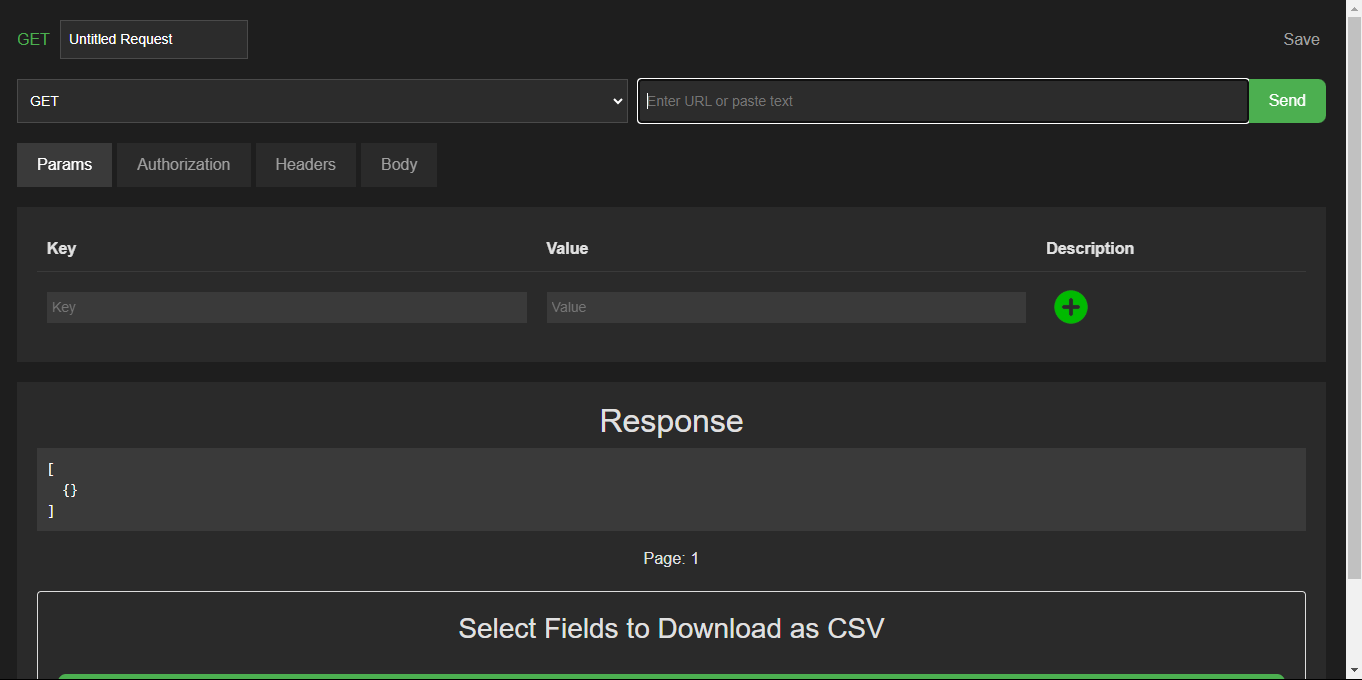 GET Untitled Request Save
GET Enter URL or paste text Send
Params Authorization Headers Body
Key Value Description
Key Value
Response
[
{}
]
Page: 1
Select Fields to Download as CSV